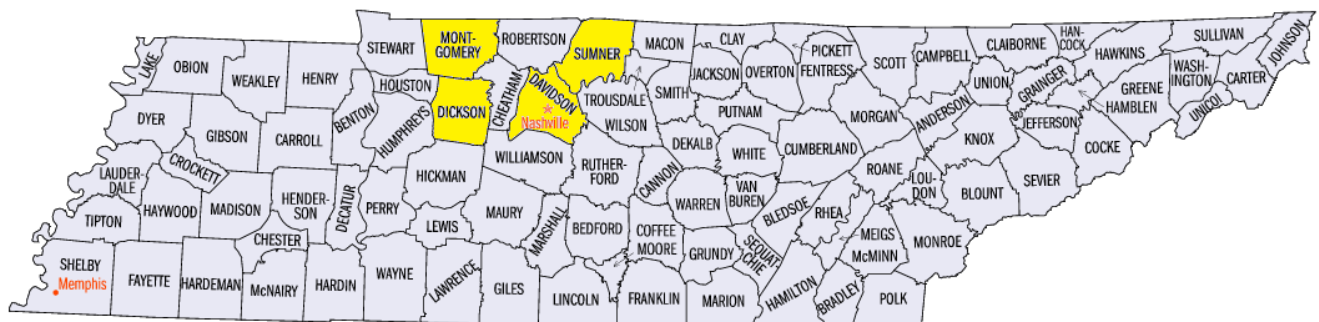 LAKE
OBION
WEAKLEY
HENRY
STEWART
MONT-
GOMERY
ROBERTSON
SUMNER
MACON
CLAY
PICKETT
FENTRESS
SCOTT
CAMPBELL
CLAIBORNE
HAN-
COCK
HAWKINS
SULLIVAN
JOHNSON
HOUSTON
DICKSON
CHEATHAM
DAVIDSON
Nashville
TROUSDALE
SMITH
JACKSON
OVERTON
PUTNAM
MORGAN
ANDERSON
UNION
GRAINGER
HAMBLEN
GREENE
WASH-
INGTON
UNICOI
CARTER
DYER
GIBSON
CARROLL
BENTON
HUMPHREYS
WILSON
DEKALB
WHITE
CUMBERLAND
ROANE
KNOX
JEFFERSON
COCKE
LAUDER-
DALE
CROCKETT
HICKMAN
WILLIAMSON
RUTHER-
FORD
CANNON
WARREN
VAN
BUREN
BLEDSOE
RHEA
LOU-
DON
BLOUNT
SEVIER
TIPTON
HAYWOOD
MADISON
HENDER-
SON
DECATUR
PERRY
LEWIS
MAURY
MARSHALL
BEDFORD
COFFEE
MOORE
GRUNDY
SEQUAT
CHIE
MEIGS
McMINN
MONROE
SHELBY
Memphis
FAYETTE
HARDEMAN
CHESTER
McNAIRY
HARDIN
WAYNE
LAWRENCE
GILES
LINCOLN
FRANKLIN
MARION
HAMILTON
BRADLEY
POLK